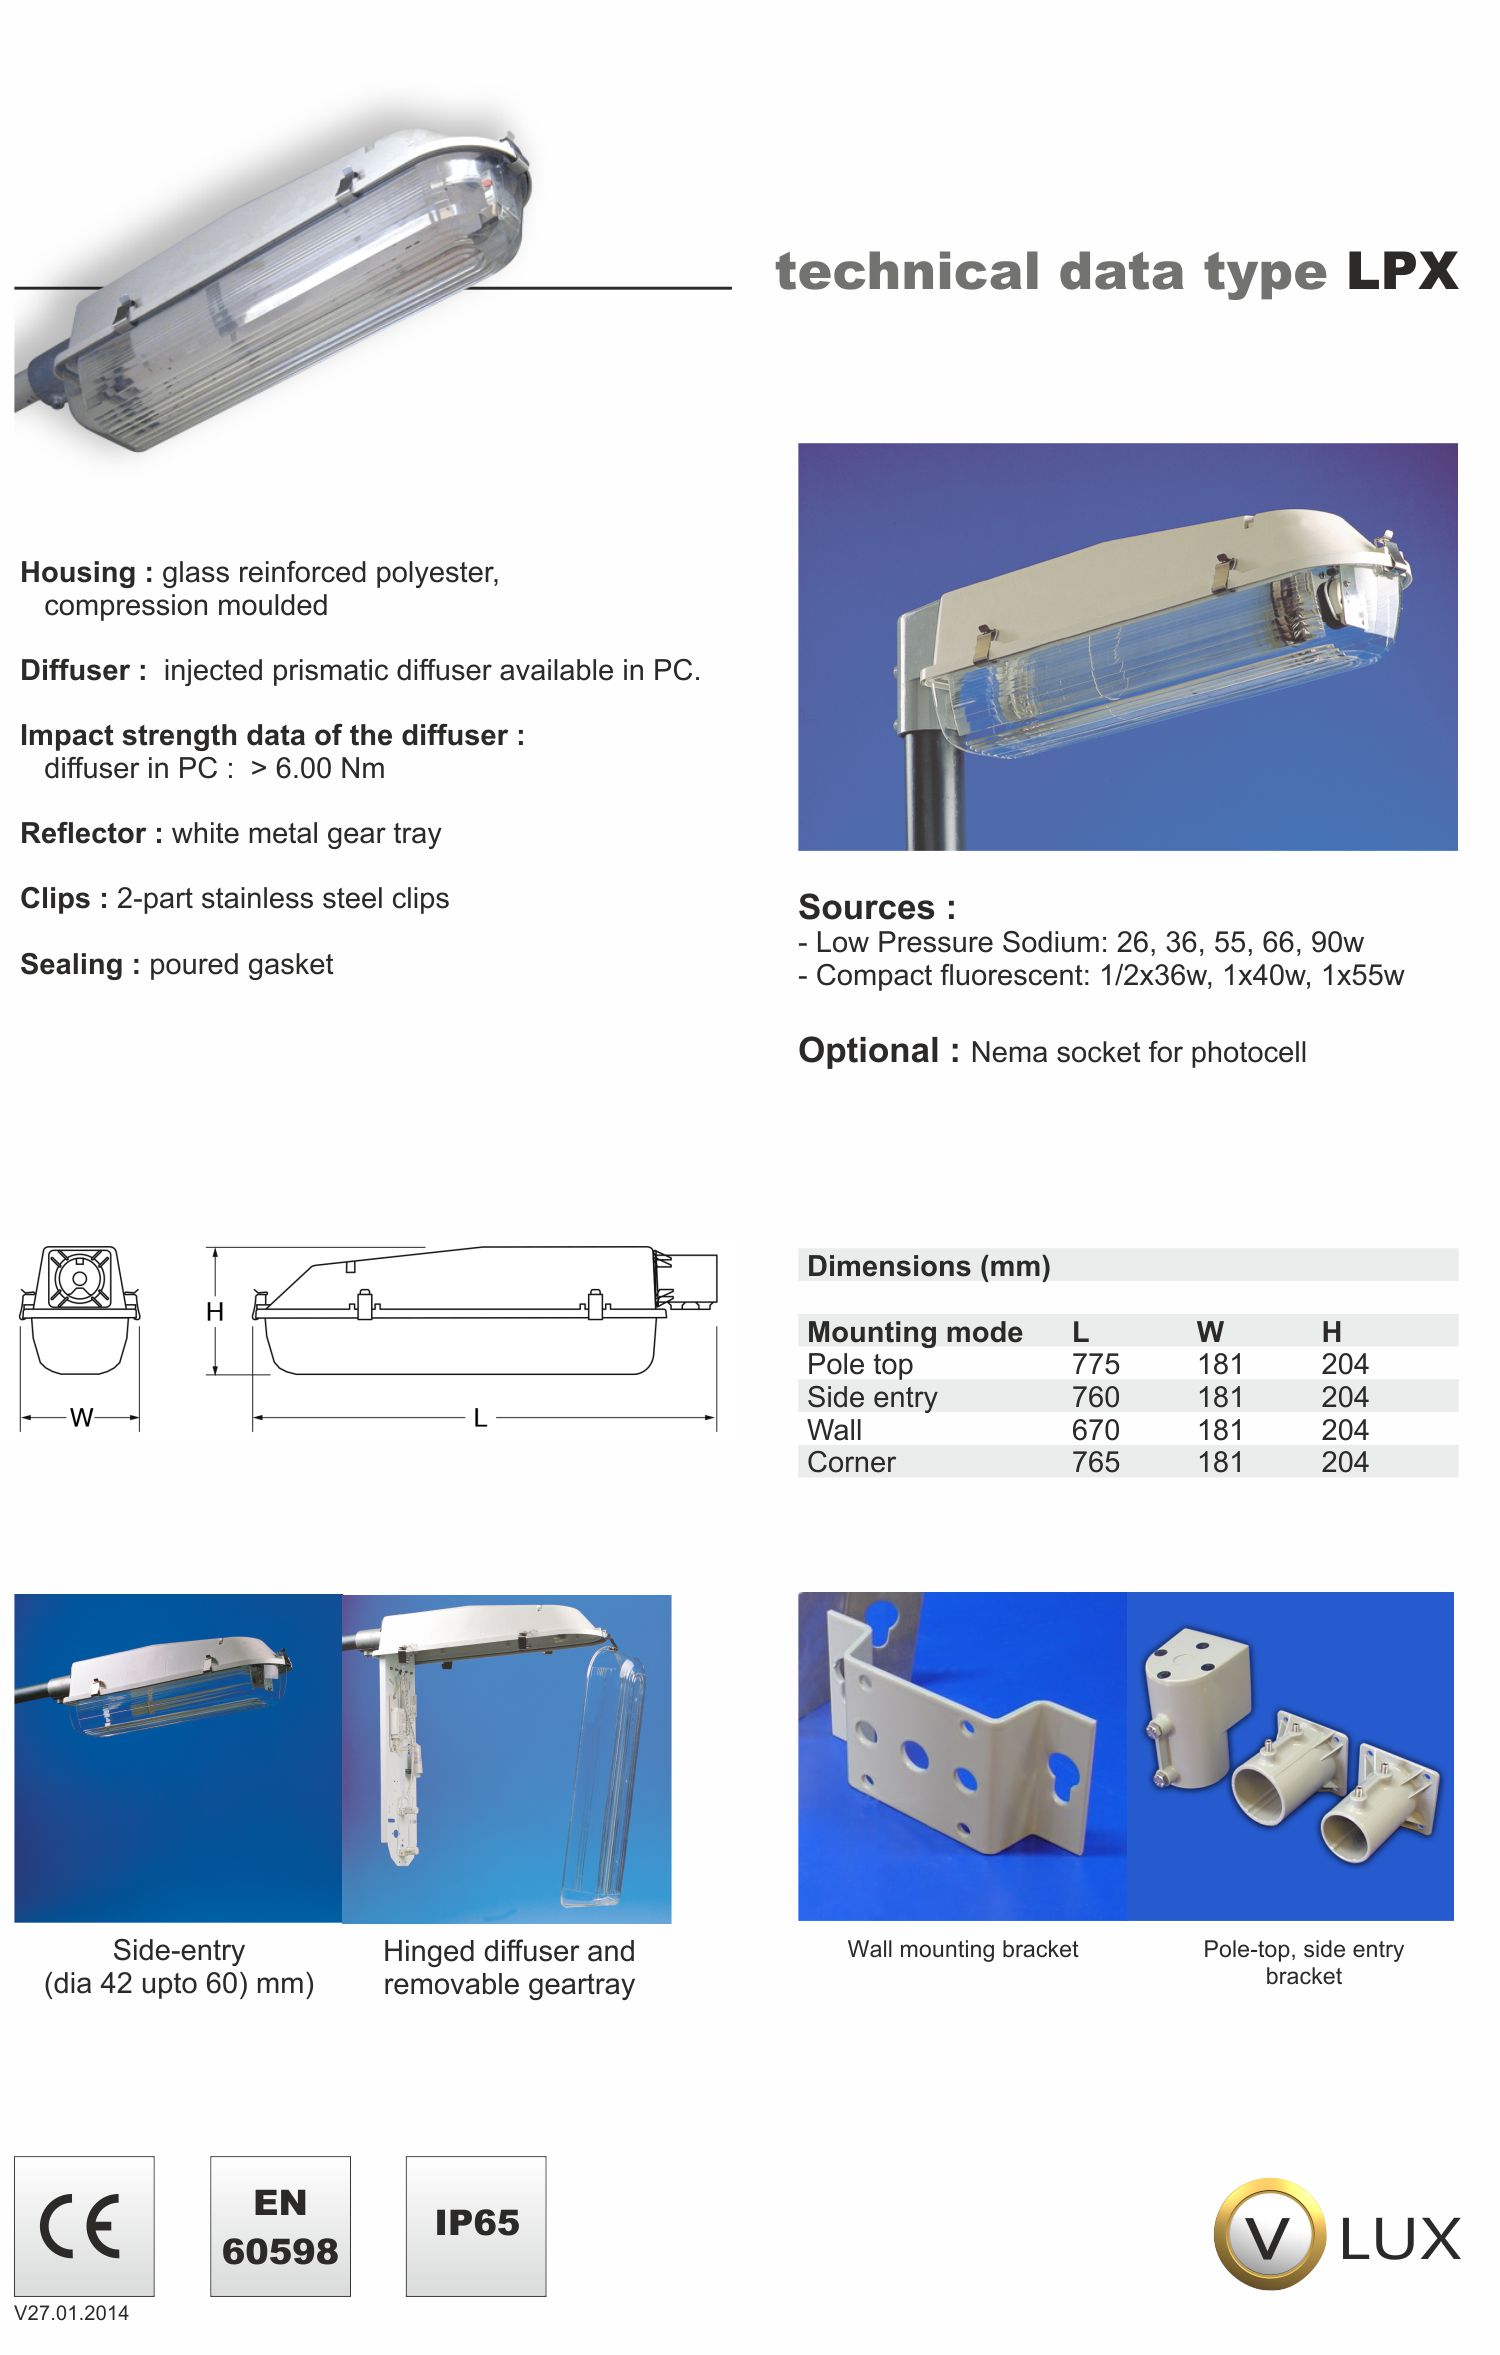 technical data type LPX
Housing : glass reinforced polyester,
compression moulded
Diffuser : injected prismatic diffuser available in PC.
Impact strength data of the diffuser :
diffuser in PC : > 6.00 Nm
Reflector : white metal gear tray
Clips : 2-part stainless steel clips
Sealing : poured gasket
Sources :
- Low Pressure Sodium: 26, 36, 55, 66, 90w
- Compact fluorescent: 1/2x36w, 1x40w, 1x55w
Optional : Nema socket for photocell
H
W
L
Dimensions (mm)
Mounting mode L W H
Pole top 775 181 204
Side entry 760 181 204
Wall 670 181 204
Corner 765 181 204
Side-entry
(dia 42 upto 60) mm)
Hinged diffuser and
removable geartray
Wall mounting bracket
Pole-top, side entry
bracket
CE
EN
60598
IP65
V27.01.2014
V LUX